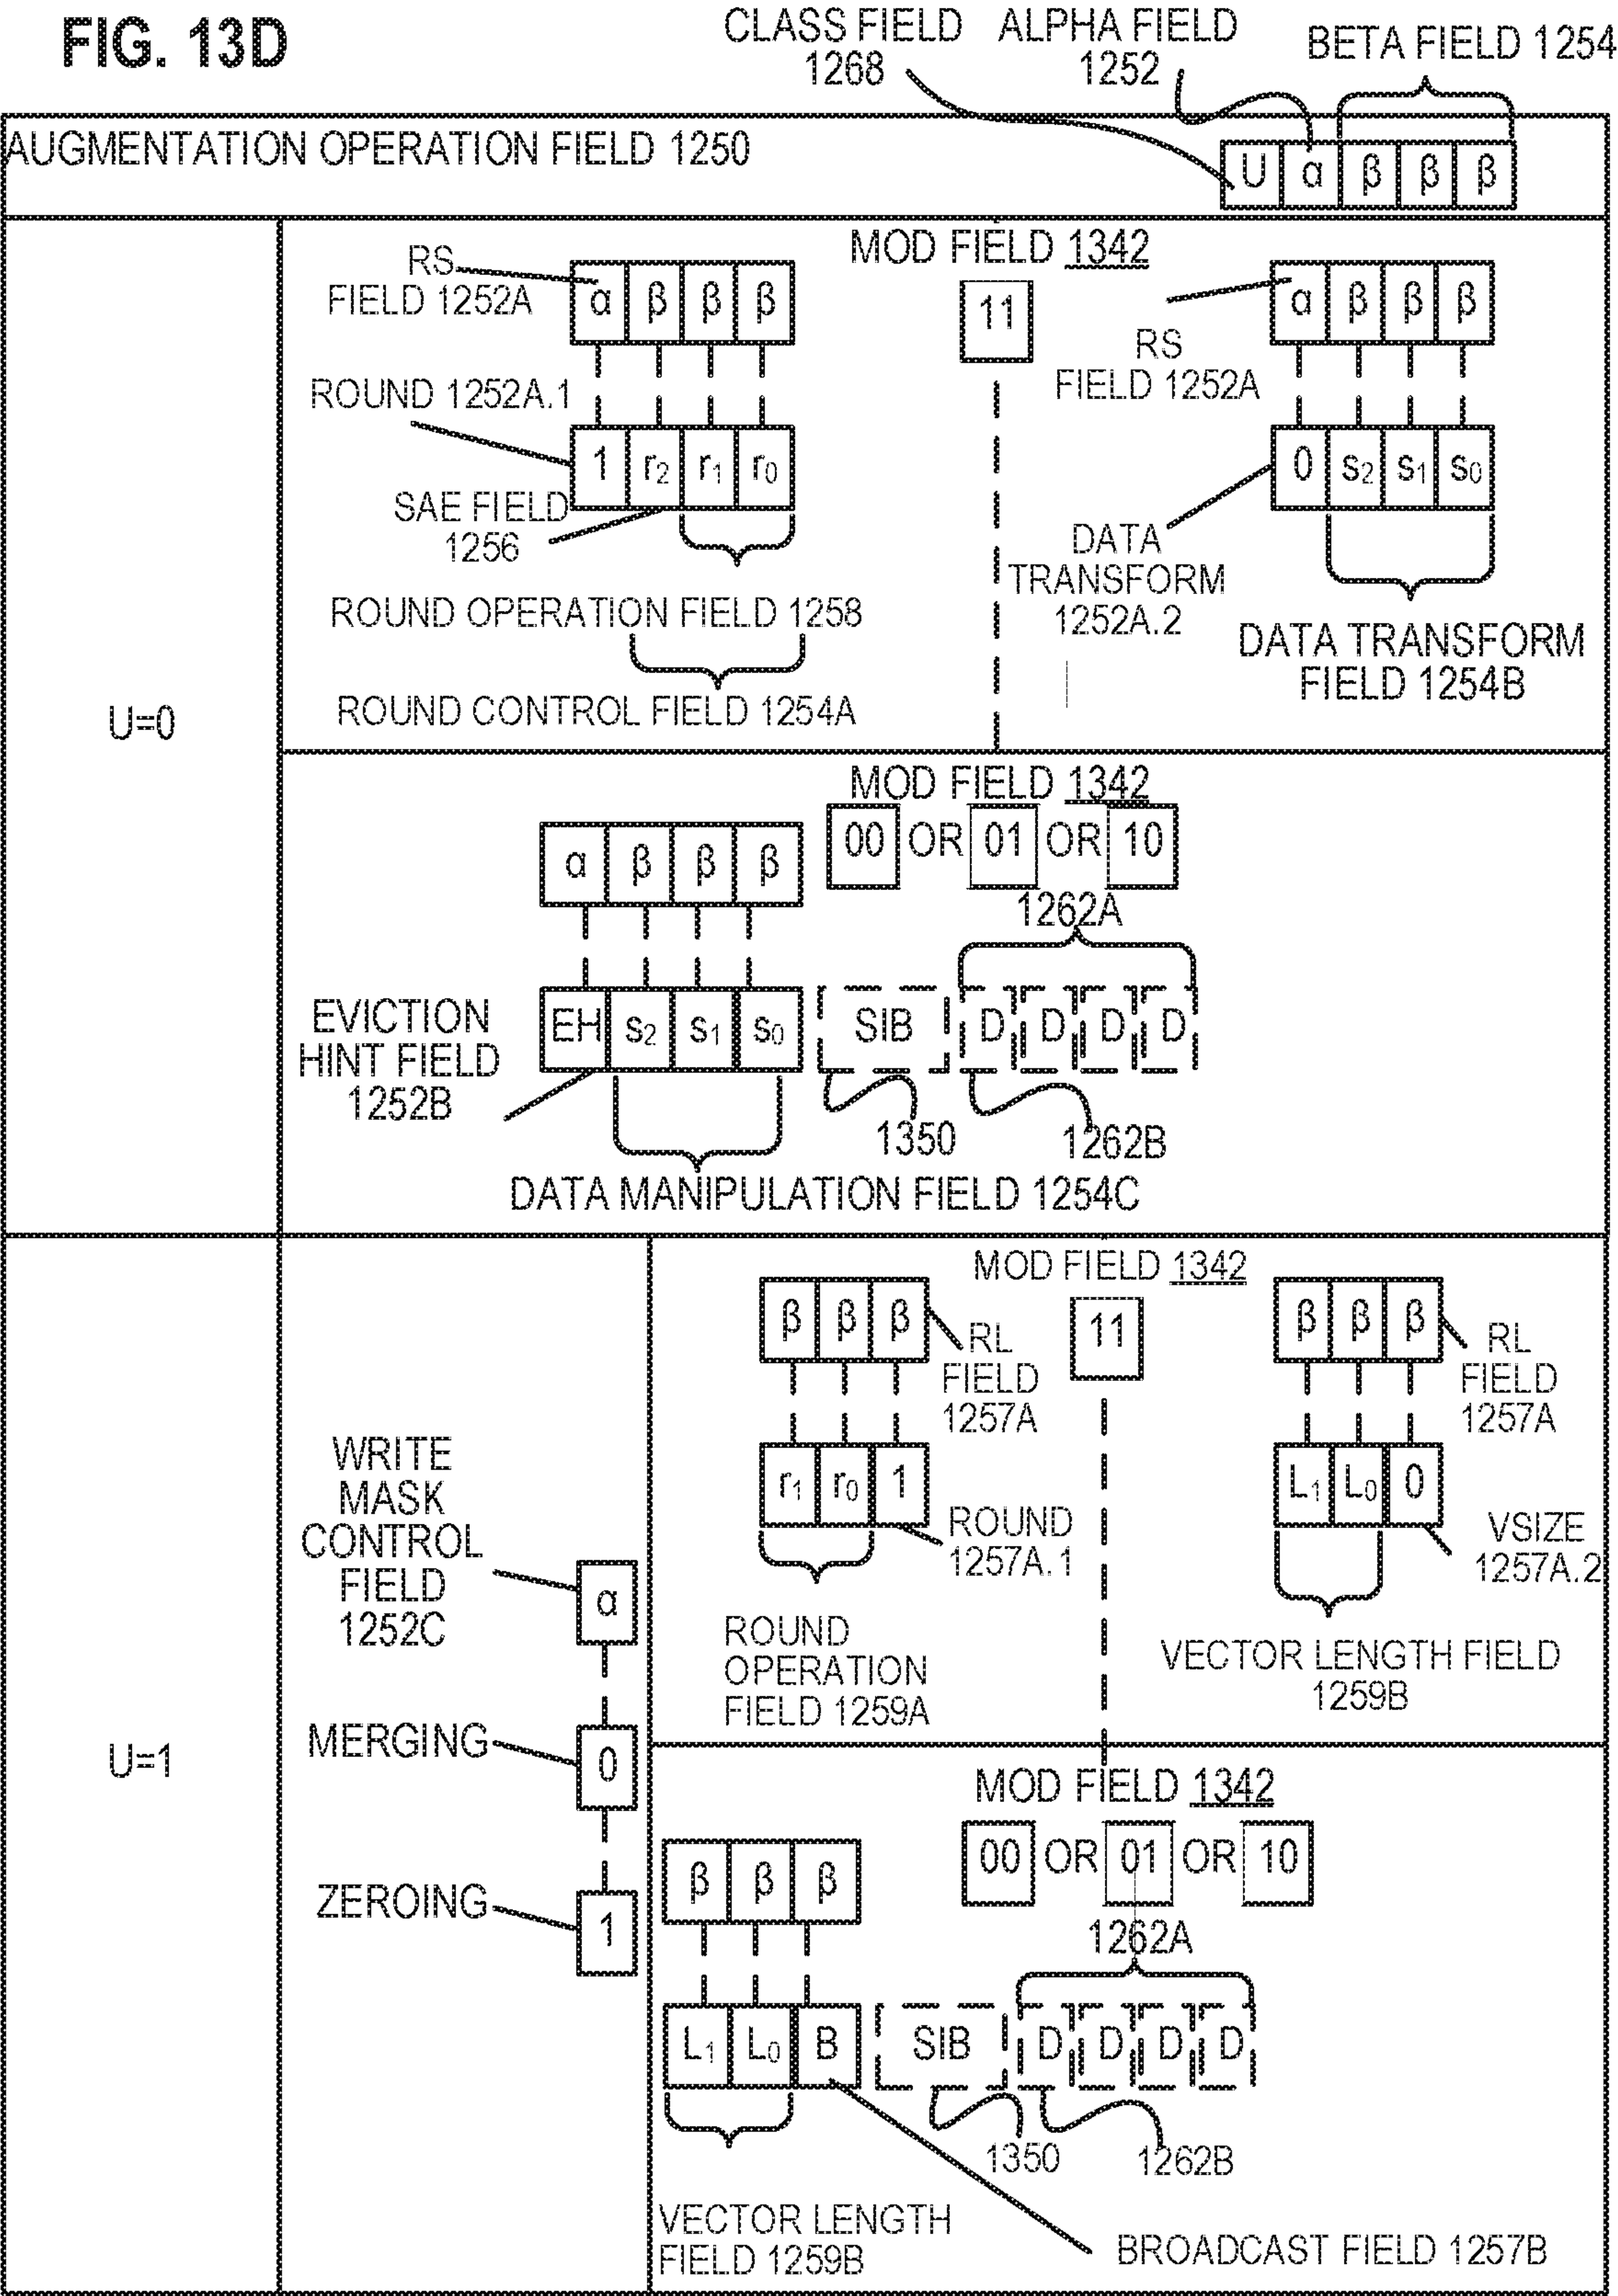 FIG. 13D
CLASS FIELD
1268
ALPHA FIELD
1252
BETA FIELD 1254
AUGMENTATION OPERATION FIELD 1250
U α β β β
U=0
MOD FIELD 1342
11
RS
FIELD 1252A
α β β β
ROUND 1252A.1
1 r₂ r₁ r₀
SAE FIELD
1256
ROUND OPERATION FIELD 1258
ROUND CONTROL FIELD 1254A
α β β β
RS
FIELD 1252A
0 s₂ s₁ s₀
DATA
TRANSFORM
1252A.2
DATA TRANSFORM
FIELD 1254B
MOD FIELD 1342
00 OR 01 OR 10
α β β β
1262A
EVICTION
HINT FIELD
1252B
EH s₂ s₁ s₀ SIB D D D D
1350
1262B
DATA MANIPULATION FIELD 1254C
U=1
WRITE
MASK
CONTROL
FIELD
1252C
α
MERGING 0
ZEROING 1
MOD FIELD 1342
11
β β β
RL
FIELD
1257A
r₁ r₀ 1
ROUND
1257A.1
ROUND
OPERATION
FIELD 1259A
β β β
RL
FIELD
1257A
L₁ L₀ 0
VSIZE
1257A.2
VECTOR LENGTH FIELD
1259B
MOD FIELD 1342
00 OR 01 OR 10
β β β
1262A
L₁ L₀ B SIB D D D D
1350
1262B
VECTOR LENGTH
FIELD 1259B
BROADCAST FIELD 1257B